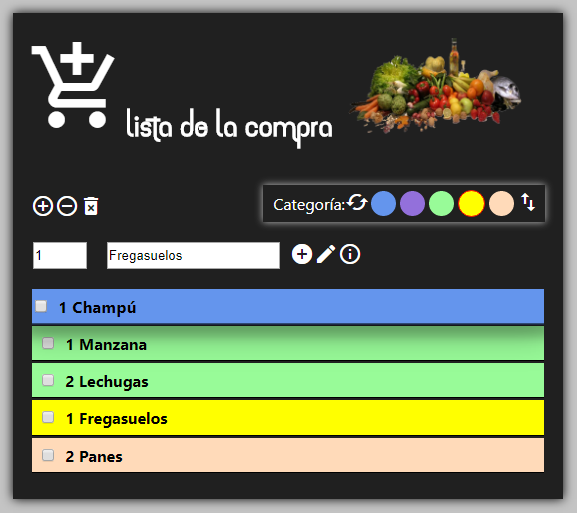 lista de la compra
Categoría:
1 Fregasuelos
1 Champú
1 Manzana
2 Lechugas
1 Fregasuelos
2 Panes